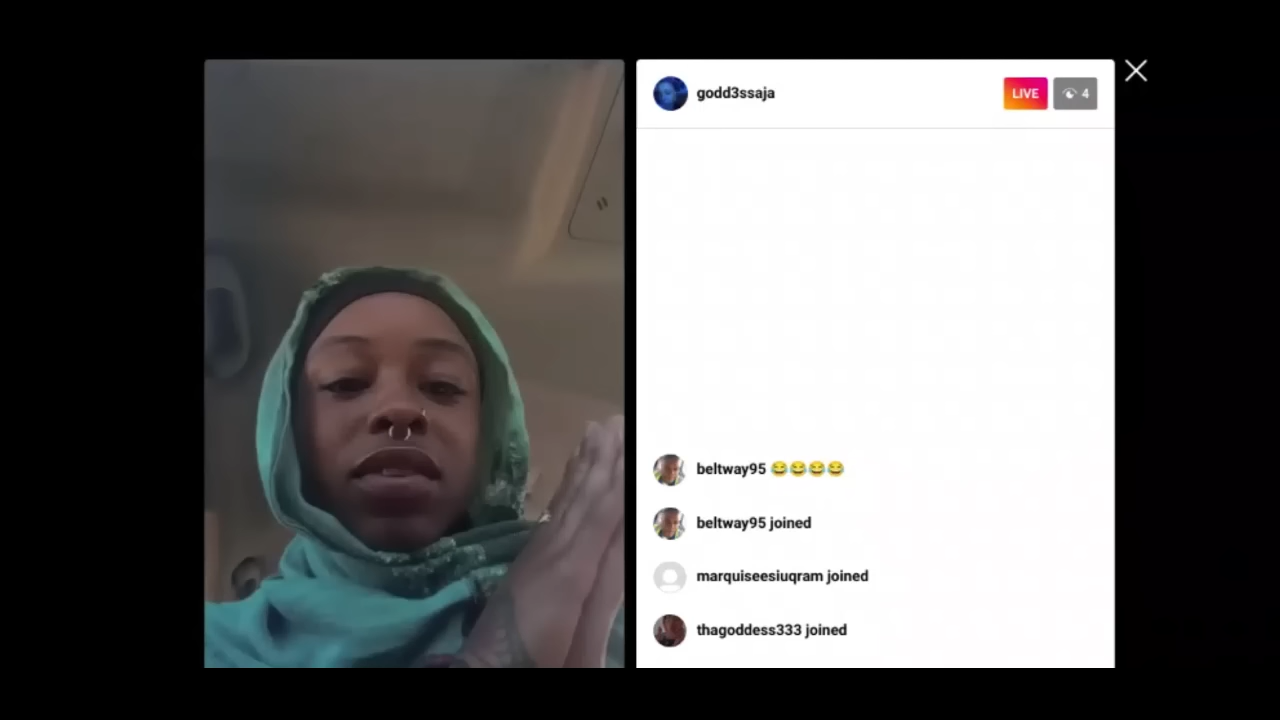 godd3ssaja
LIVE 4
beltway95 😂😂😂😂
beltway95 joined
marquiseesiuqram joined
thagoddess333 joined